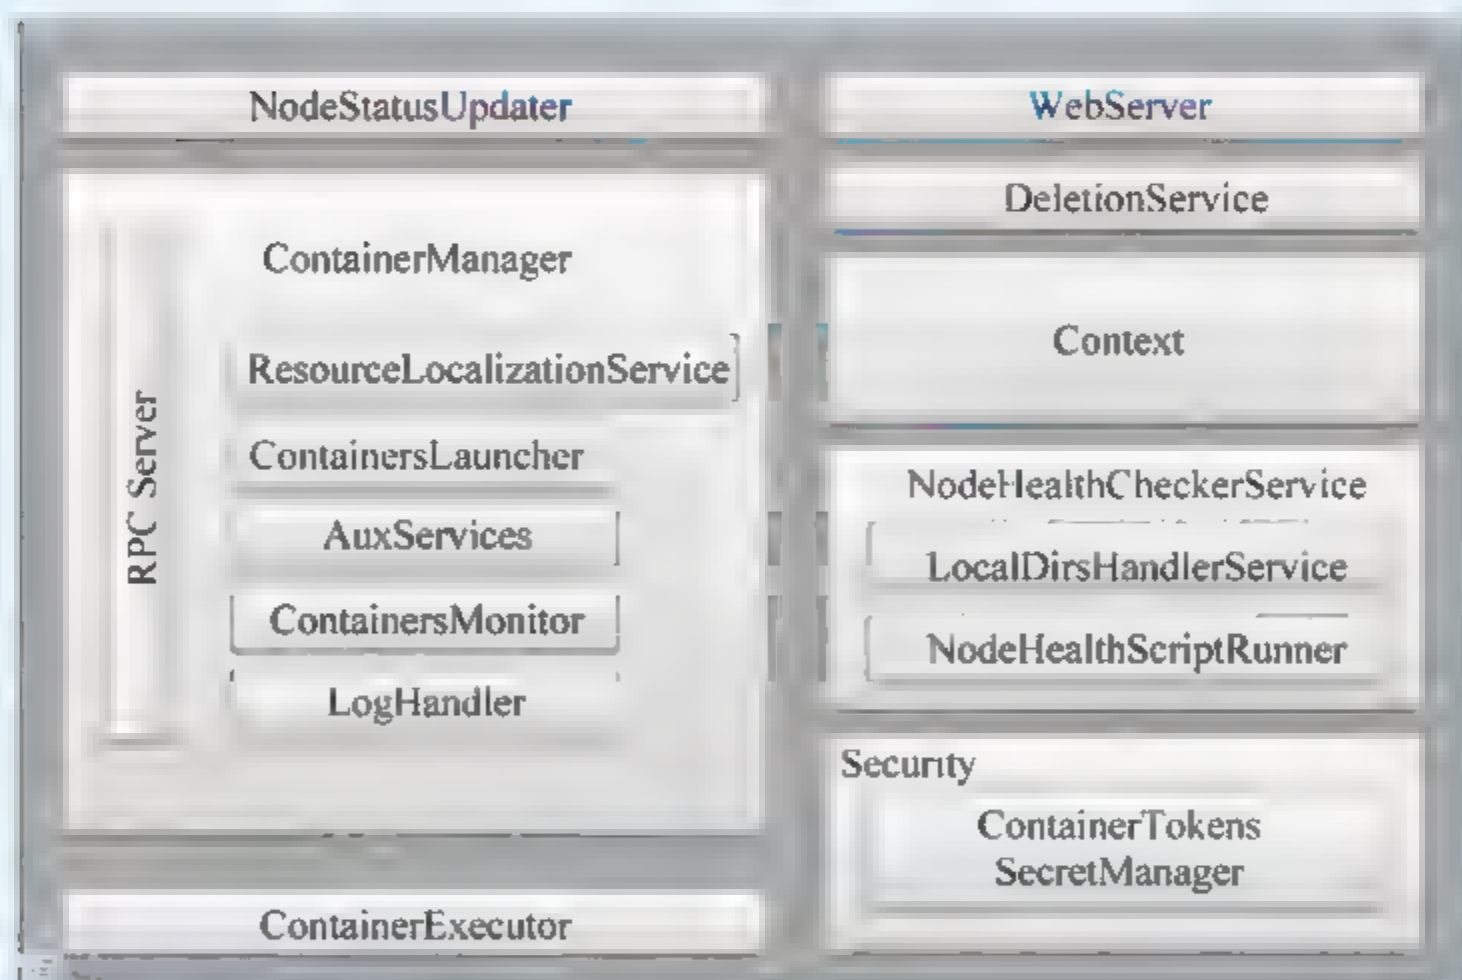 NodeStatusUpdater
ContainerManager
RPC Server
ResourceLocalizationService
ContainersLauncher
AuxServices
ContainersMonitor
LogHandler
ContainerExecutor
WebServer
DeletionService
Context
NodeHealthCheckerService
LocalDirsHandlerService
NodeHealthScriptRunner
Security
ContainerTokens
SecretManager